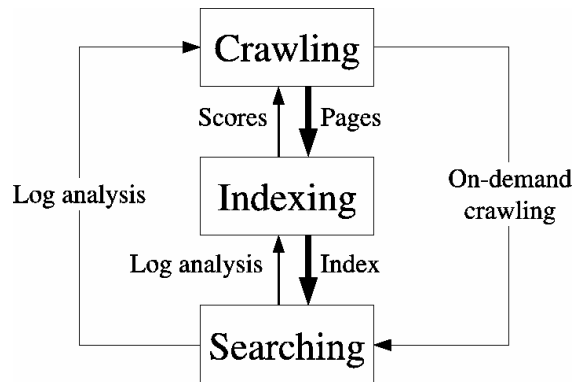 Crawling
Scores
Pages
Log analysis
On-demand
crawling
Indexing
Log analysis
Index
Searching